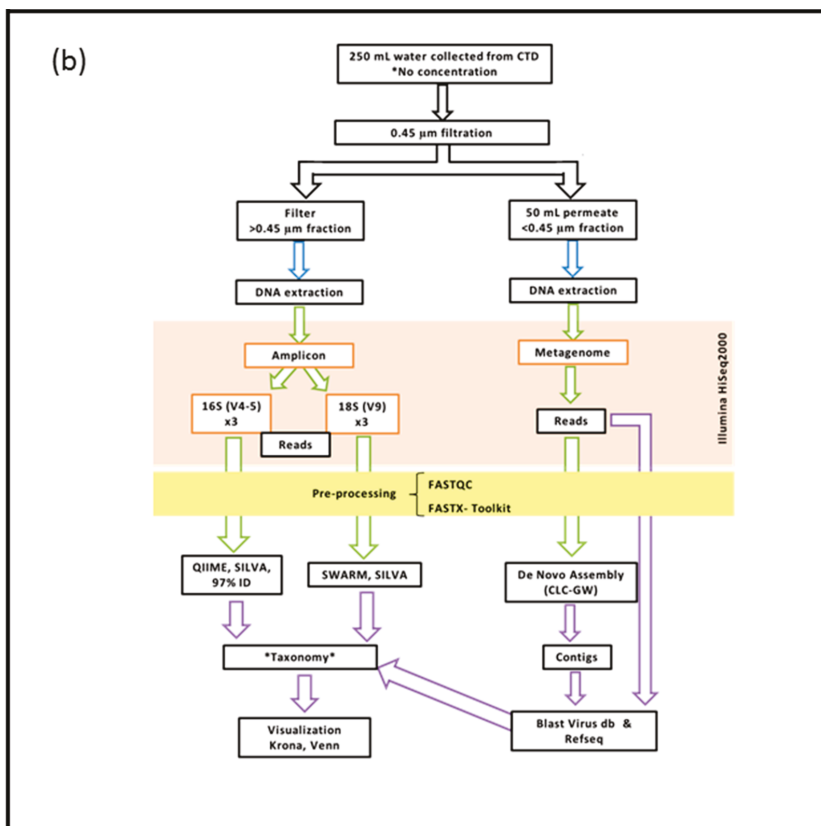 (b)
250 mL water collected from CTD
*No concentration
0.45 μm filtration
Filter
>0.45 μm fraction
50 mL permeate
<0.45 μm fraction
DNA extraction
DNA extraction
Amplicon
Metagenome
16S (V4-5)
x3
18S (V9)
x3
Reads
Reads
Illumina HiSeq2000
Pre-processing
FASTQC
FASTX- Toolkit
QIIME, SILVA,
97% ID
SWARM, SILVA
De Novo Assembly
(CLC-GW)
*Taxonomy*
Contigs
Visualization
Krona, Venn
Blast Virus db &
Refseq